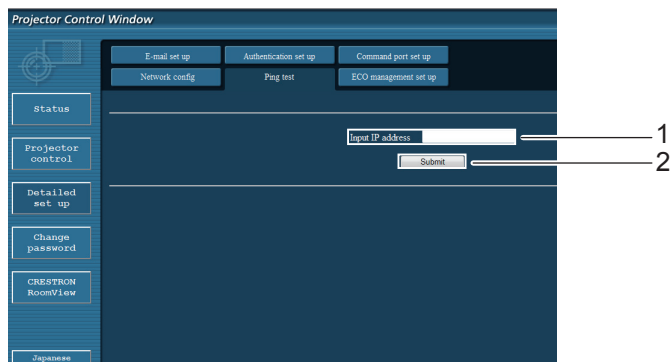 Projector Control Window
E-mail set up
Authentication set up
Command port set up
Network config
Ping test
ECO management set up
Status
Projector
control
Detailed
set up
Change
password
CRESTRON
RoomView
Japanese
Input IP address
1
Submit
2